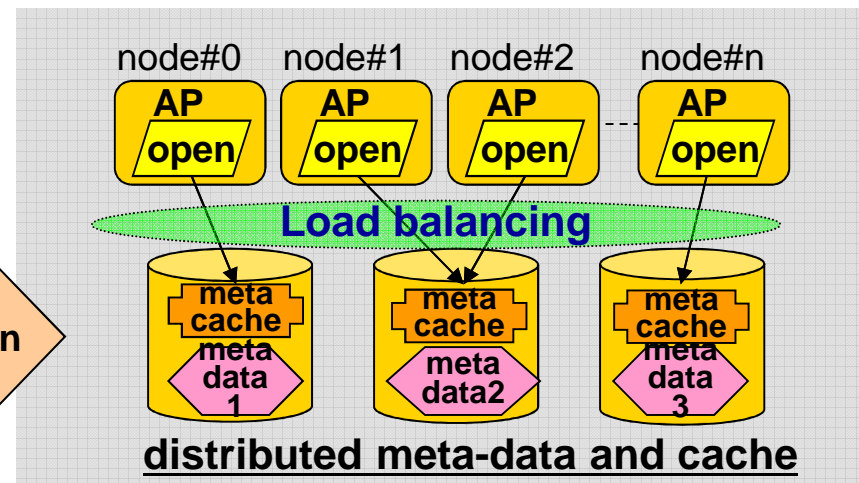 node#0 node#1 node#2 node#n
AP AP AP AP
open open open open
Load balancing
meta cache meta cache meta cache
n
meta data 1 meta data2 meta data 3
distributed meta-data and cache